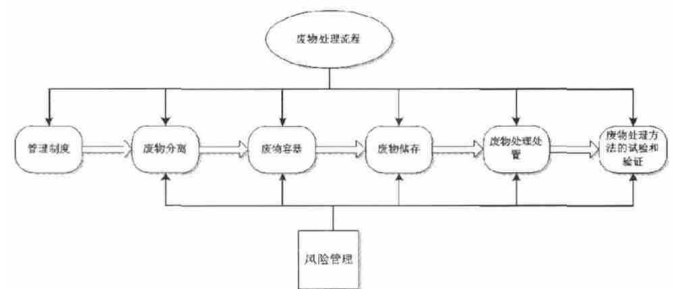 废物处理流程
管理制度
废物分离
废物容器
废物储存
废物处理处
置
废物处理方
法的试验和
验证
风险管理